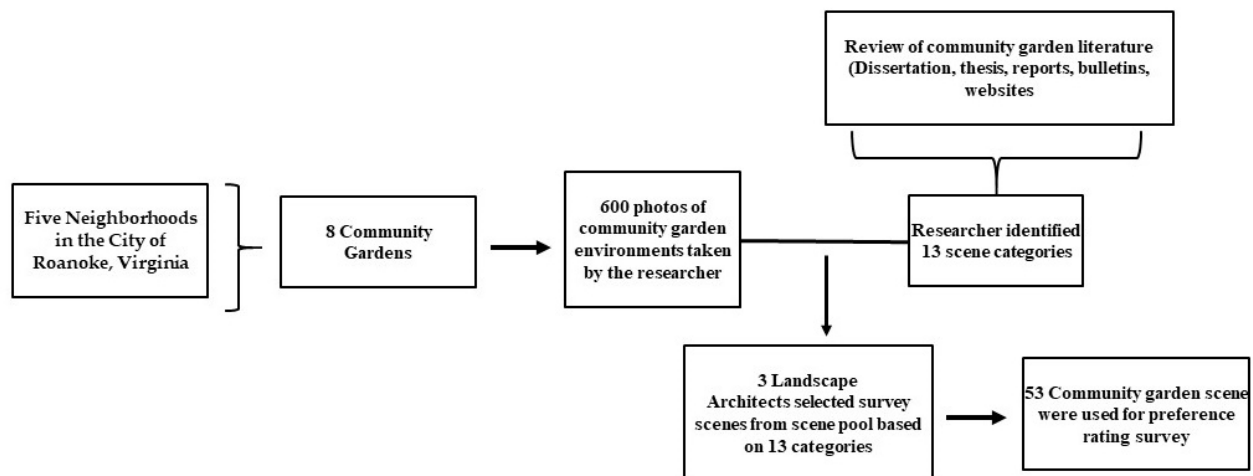 Review of community garden literature
(Dissertation, thesis, reports, bulletins,
websites
Five Neighborhoods
in the City of
Roanoke, Virginia
8 Community
Gardens
600 photos of
community garden
environments taken
by the researcher
Researcher identified
13 scene categories
3 Landscape
Architects selected survey
scenes from scene pool based
on 13 categories
53 Community garden scene
were used for preference
rating survey